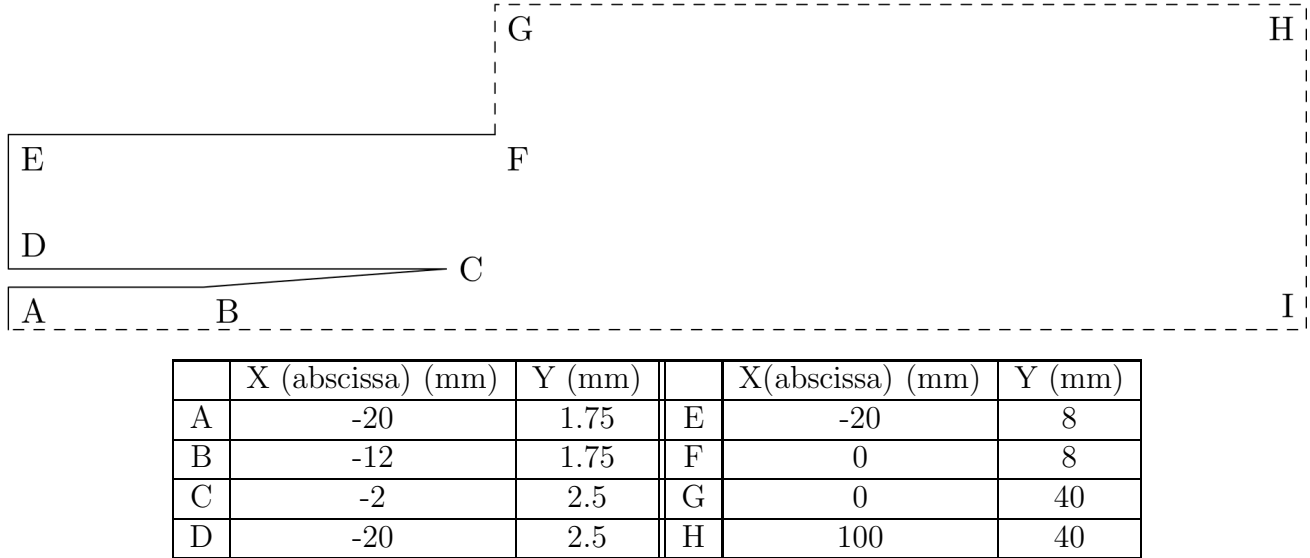 G H
E F
D
C
A B I
X (abscissa) (mm) Y (mm) X(abscissa) (mm) Y (mm)
A -20 1.75 E -20 8
B -12 1.75 F 0 8
C -2 2.5 G 0 40
D -20 2.5 H 100 40